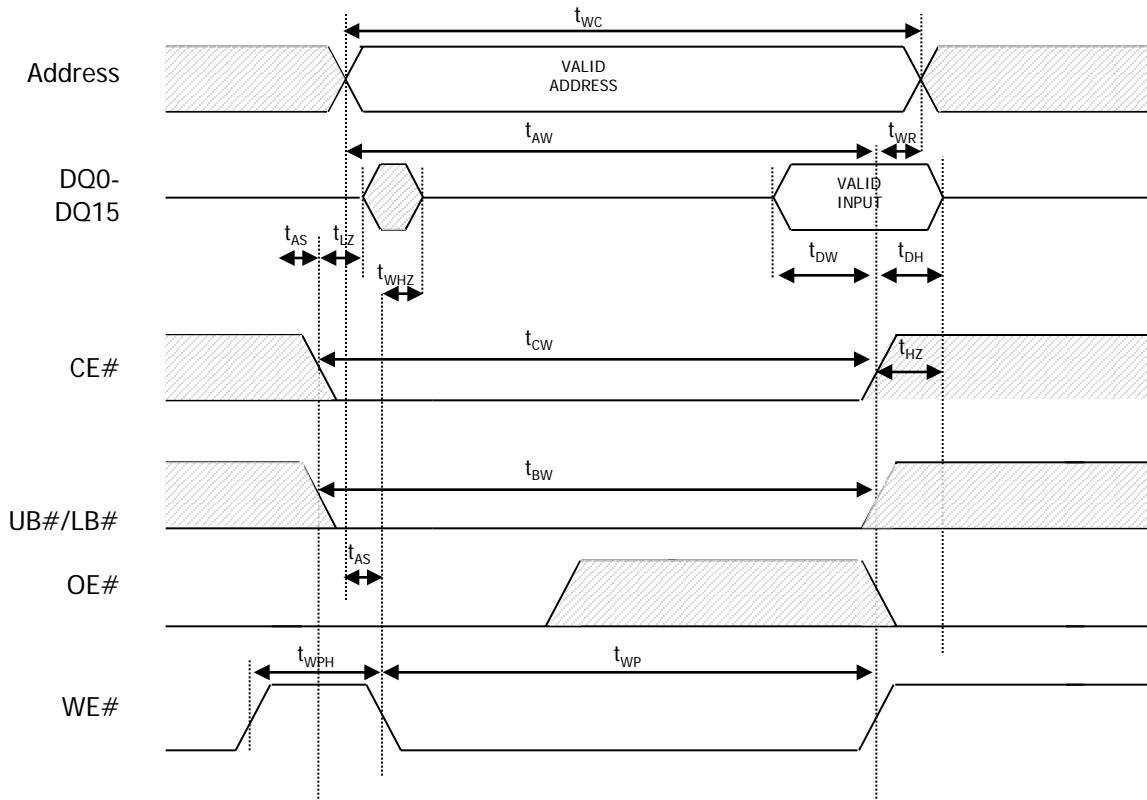 tWC
Address
VALID
ADDRESS
tAW
tWR
DQ0-
DQ15
VALID
INPUT
tAS
tLZ
tDW
tDH
tWHZ
tCW
tHZ
CE#
tBW
UB#/LB#
tAS
OE#
tWPH
tWP
WE#